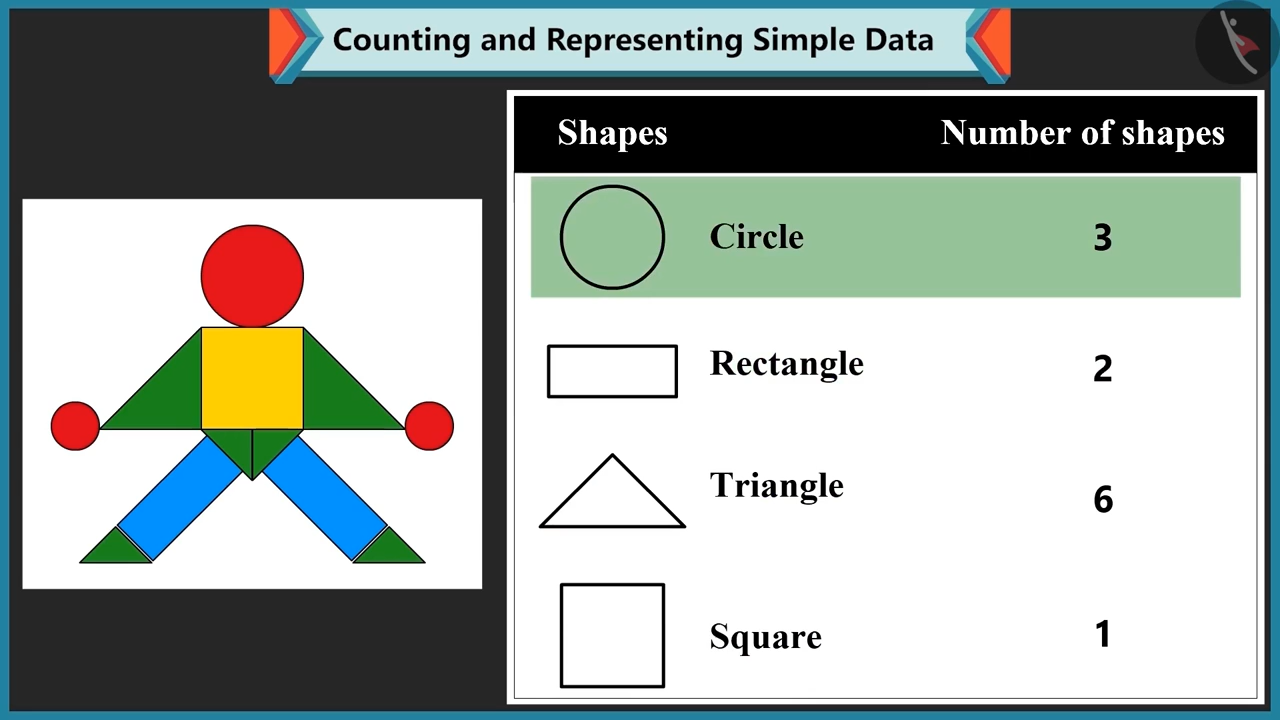 Counting and Representing Simple Data
Shapes Number of shapes
Circle 3
Rectangle 2
Triangle 6
Square 1